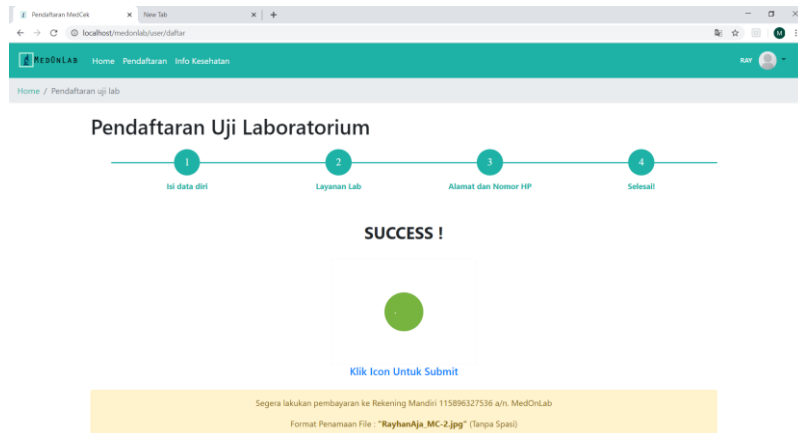 Pendaftaran MedCek
New Tab
localhost/medonlab/user/daftar
M
MEDONLAB Home Pendaftaran Info Kesehatan
RAY
Home / Pendaftaran uji lab
Pendaftaran Uji Laboratorium
1 2 3 4
Isi data diri Layanan Lab Alamat dan Nomor HP Selesai!
SUCCESS !
Klik Icon Untuk Submit
Segera lakukan pembayaran ke Rekening Mandiri 115896327536 a/n. MedOnLab
Format Penamaan File : "RayhanAja_MC-2.jpg" (Tanpa Spasi)